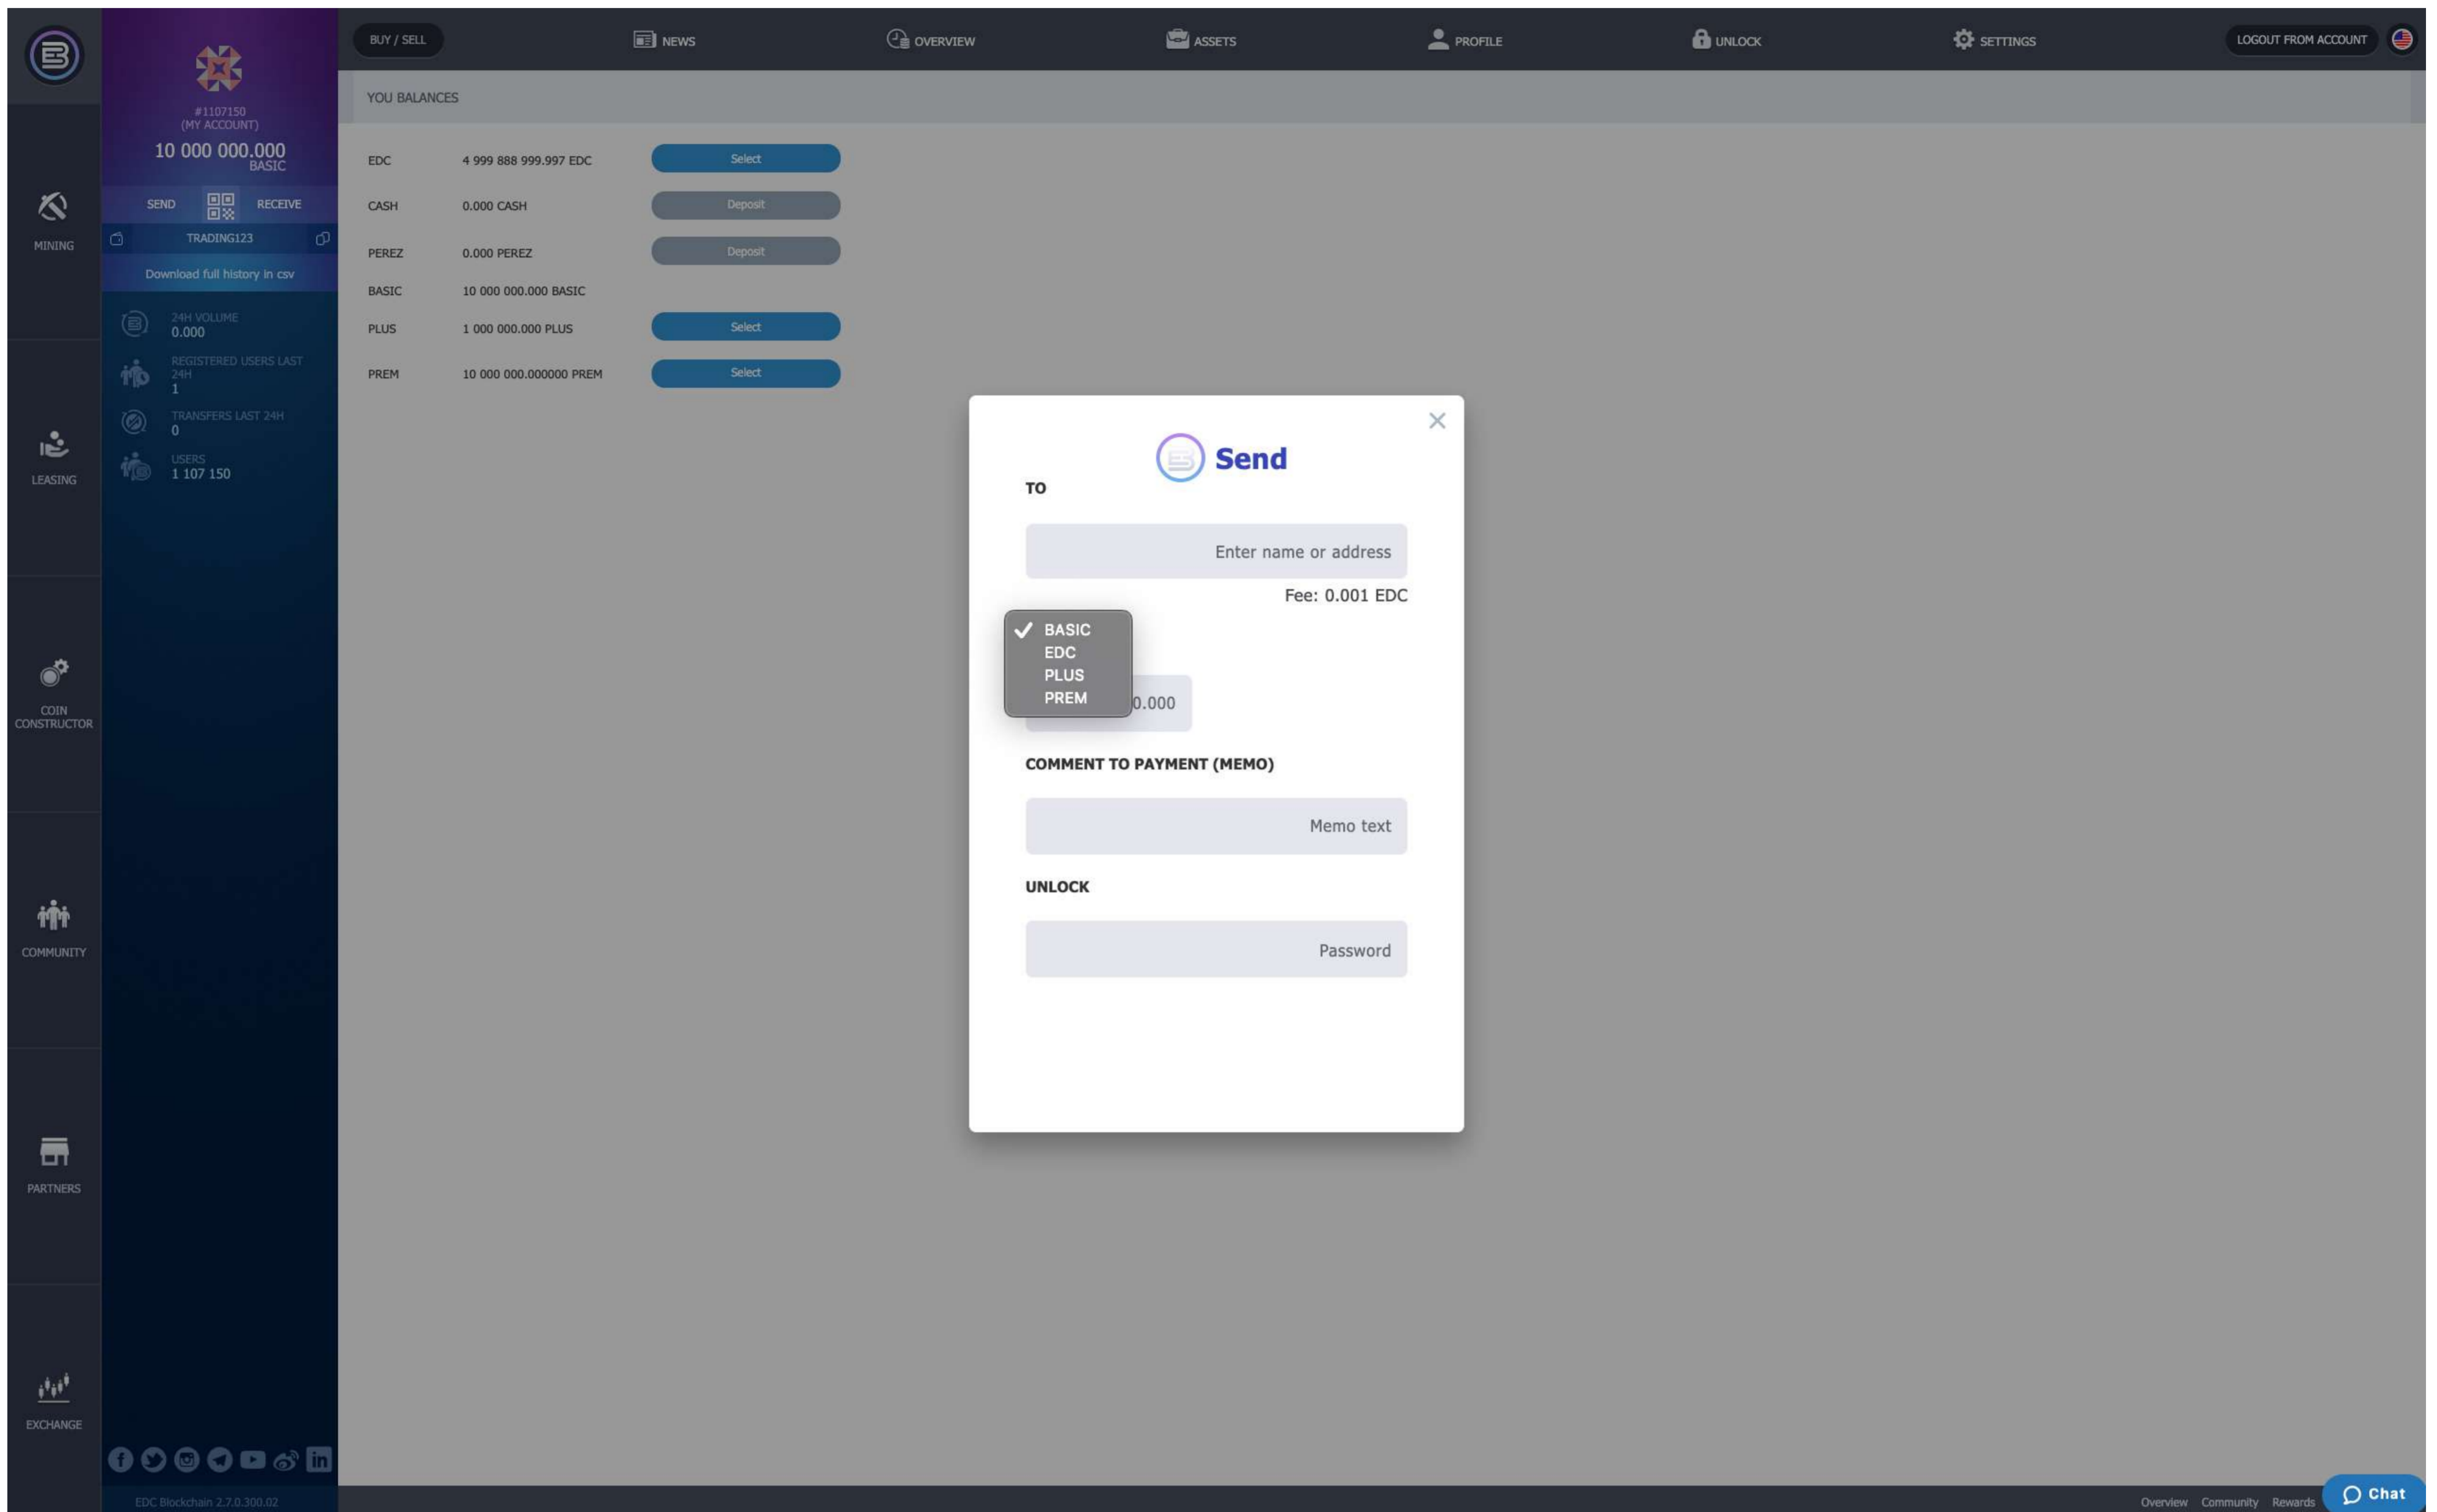 BUY / SELL
NEWS
OVERVIEW
ASSETS
PROFILE
UNLOCK
SETTINGS
LOGOUT FROM ACCOUNT
MINING
LEASING
COIN
CONSTRUCTOR
COMMUNITY
PARTNERS
EXCHANGE
#1107150
(MY ACCOUNT)
10 000 000.000
BASIC
SEND
RECEIVE
TRADING123
Download full history in csv
24H VOLUME
0.000
REGISTERED USERS LAST
24H
1
TRANSFERS LAST 24H
0
USERS
1 107 150
EDC Blockchain 2.7.0.300.02
YOU BALANCES
EDC 4 999 888 999.997 EDC Select
CASH 0.000 CASH Deposit
PEREZ 0.000 PEREZ Deposit
BASIC 10 000 000.000 BASIC
PLUS 1 000 000.000 PLUS Select
PREM 10 000 000.000000 PREM Select
Send
TO
Enter name or address
Fee: 0.001 EDC
BASIC
EDC
PLUS
PREM
0.000
COMMENT TO PAYMENT (MEMO)
Memo text
UNLOCK
Password
Overview Community Rewards
Chat